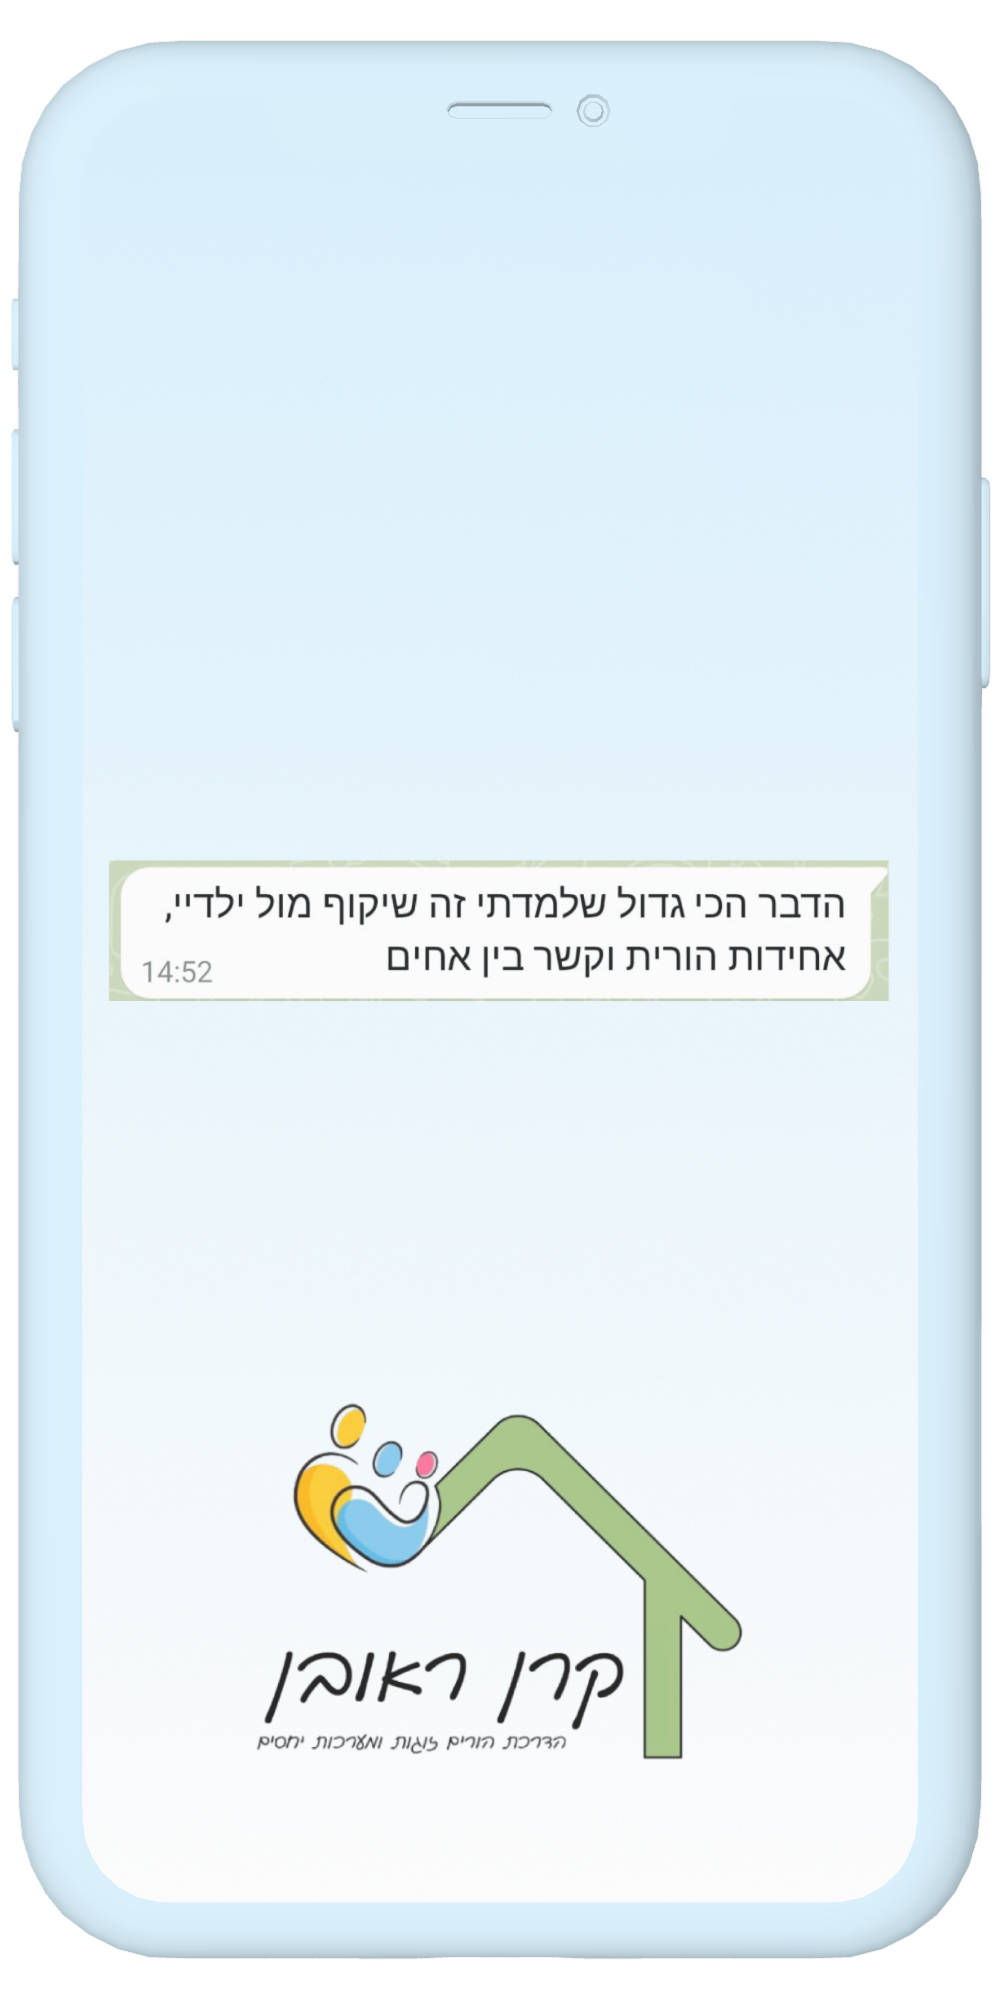 הדבר הכי גדול שלמדתי זה שיקוף מול ילדיי,
אחידות הורית וקשר בין אחים
14:52
קרן ראובן
הדרכת הורים זוגות ומערכות יחסים